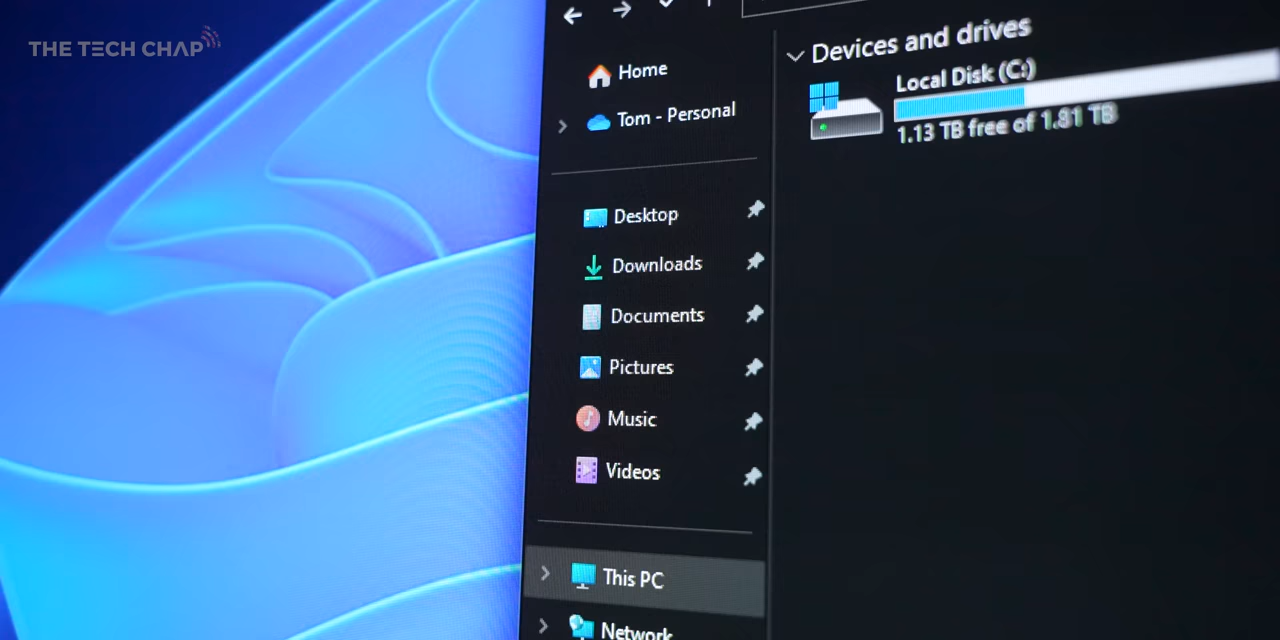 THE TECH CHAP
Home
Tom - Personal
Desktop
Downloads
Documents
Pictures
Music
Videos
This PC
Network
Devices and drives
Local Disk (C:)
1.13 TB free of 1.81 TB